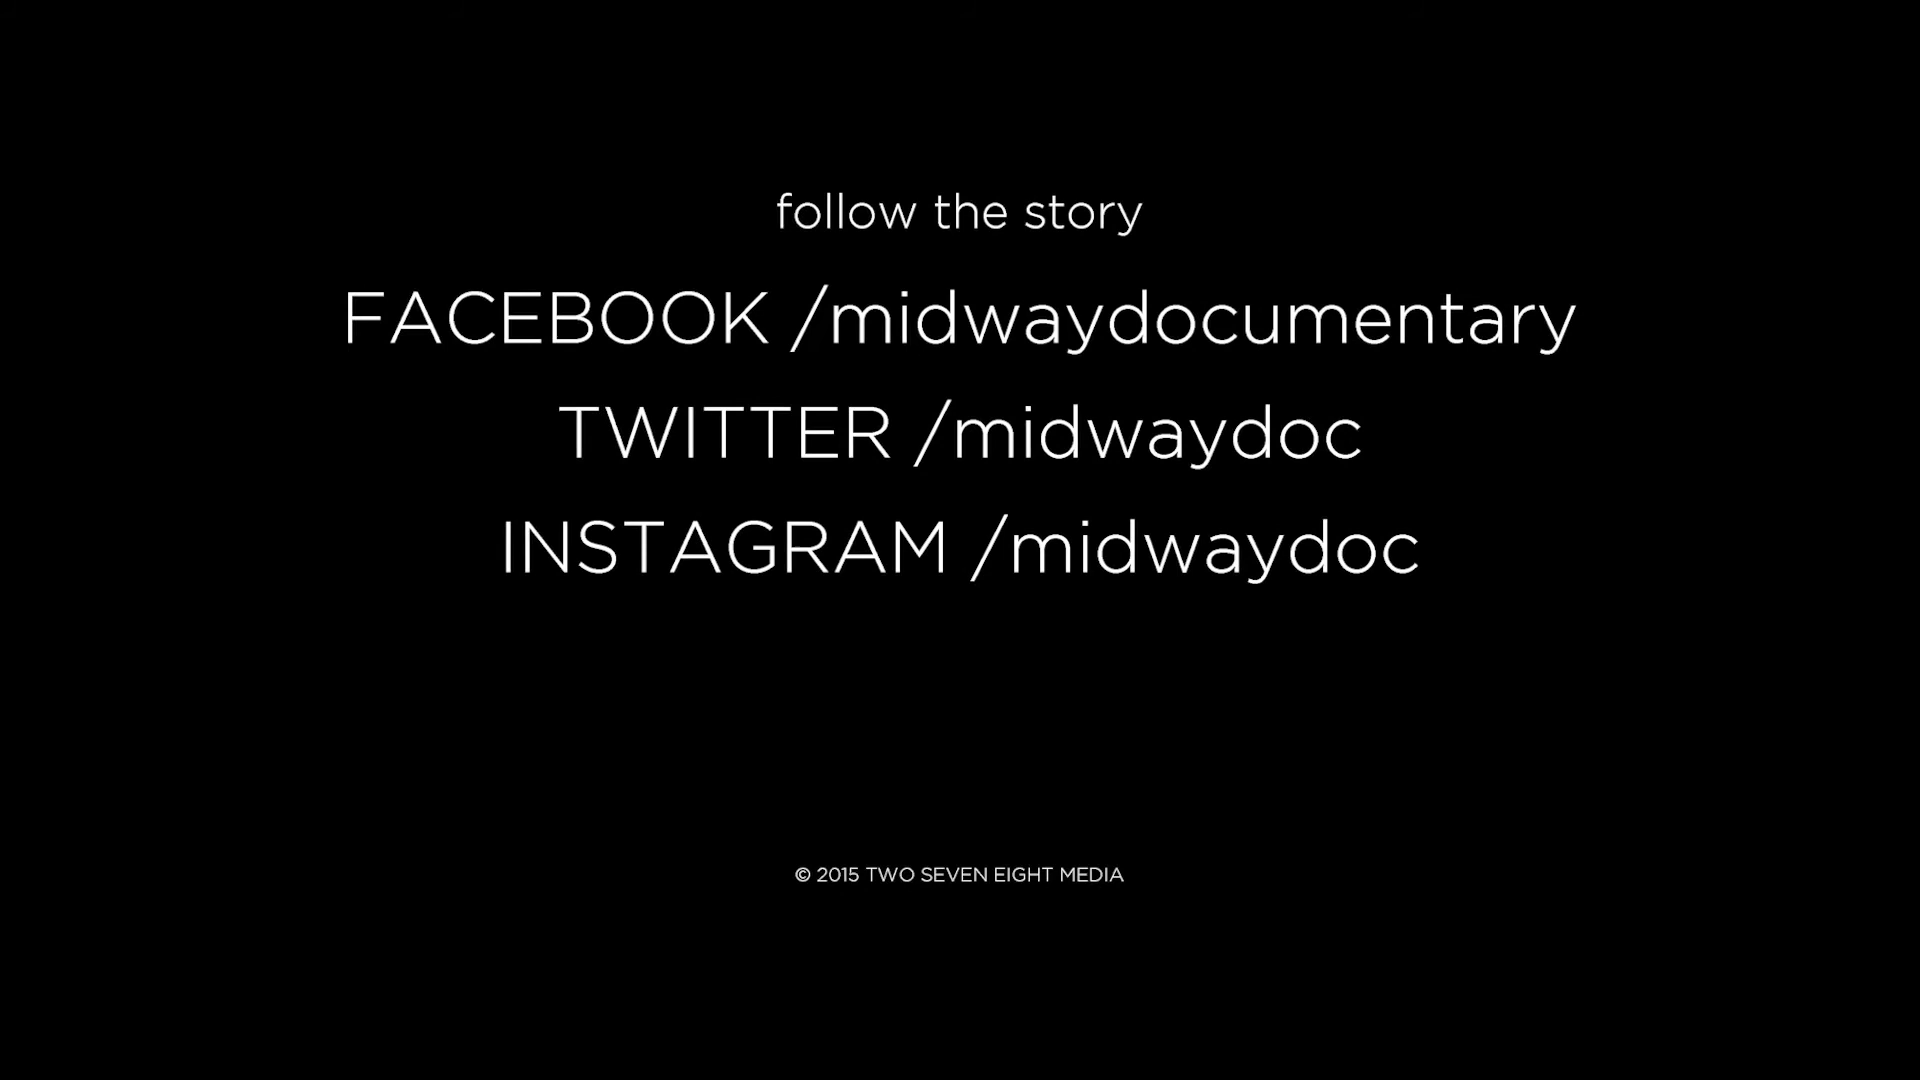 follow the story
FACEBOOK /midwaydocumentary
TWITTER /midwaydoc
INSTAGRAM /midwaydoc
© 2015 TWO SEVEN EIGHT MEDIA